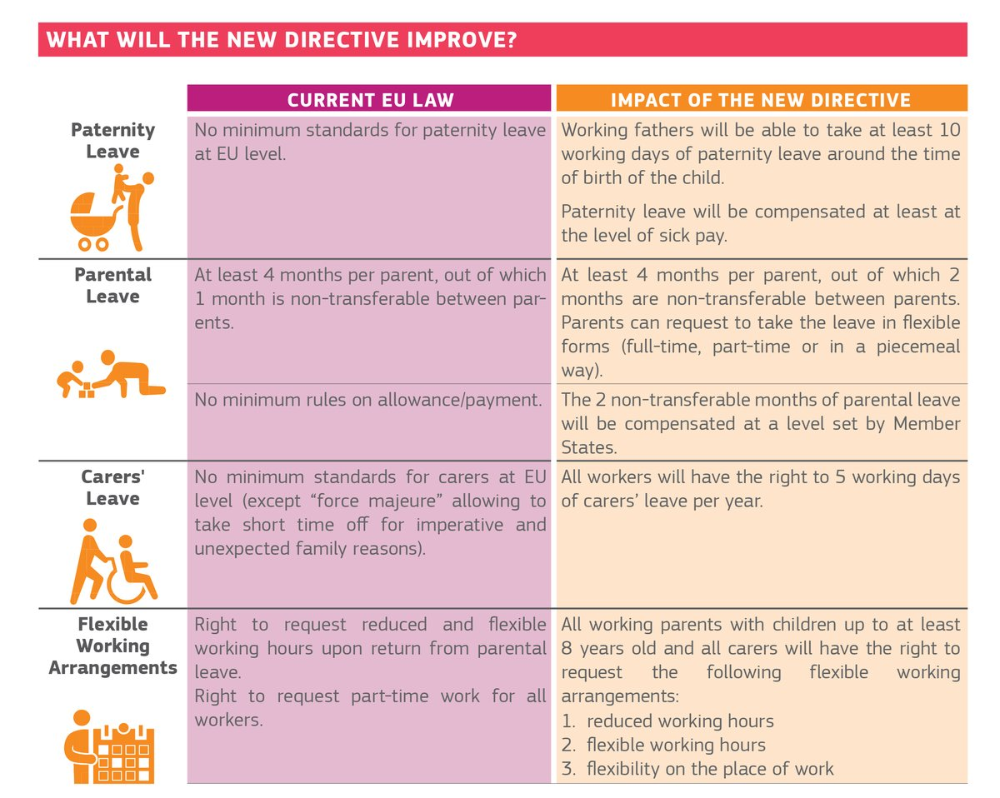 WHAT WILL THE NEW DIRECTIVE IMPROVE?
CURRENT EU LAW
IMPACT OF THE NEW DIRECTIVE
Paternity
Leave
No minimum standards for paternity leave
at EU level.
Working fathers will be able to take at least 10
working days of paternity leave around the time
of birth of the child.
Paternity leave will be compensated at least at
the level of sick pay.
Parental
Leave
At least 4 months per parent, out of which
1 month is non-transferable between par-
ents.
At least 4 months per parent, out of which 2
months are non-transferable between parents.
Parents can request to take the leave in flexible
forms (full-time, part-time or in a piecemeal
way).
No minimum rules on allowance/payment.
The 2 non-transferable months of parental leave
will be compensated at a level set by Member
States.
Carers'
Leave
No minimum standards for carers at EU
level (except “force majeure” allowing to
take short time off for imperative and
unexpected family reasons).
All workers will have the right to 5 working days
of carers’ leave per year.
Flexible
Working
Arrangements
Right to request reduced and flexible
working hours upon return from parental
leave.
Right to request part-time work for all
workers.
All working parents with children up to at least
8 years old and all carers will have the right to
request the following flexible working
arrangements:
1. reduced working hours
2. flexible working hours
3. flexibility on the place of work